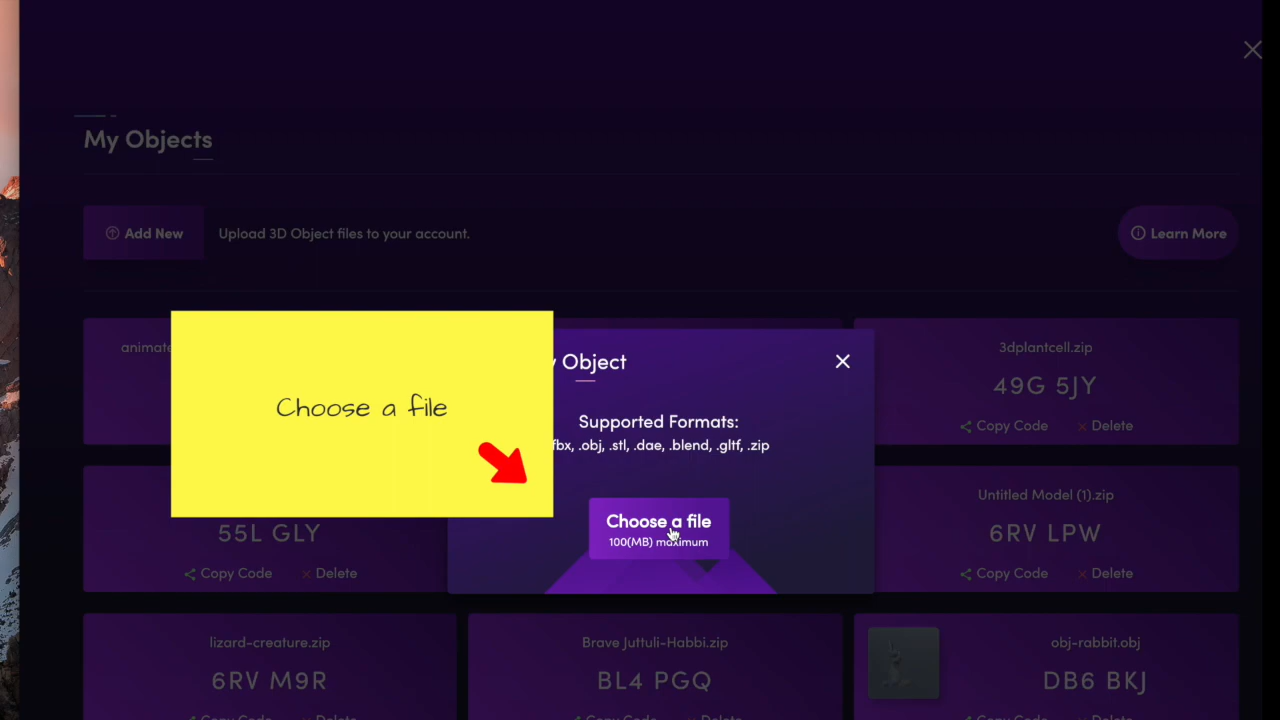 My Objects
Add New
Upload 3D Object files to your account.
Learn More
3dplantcell.zip
49G 5JY
Copy Code
Delete
Choose a file
Object
Supported Formats:
fbx, .obj, .stl, .dae, .blend, .gltf, .zip
Choose a file
100(MB) maximum
55L GLY
Copy Code
Delete
Untitled Model (1).zip
6RV LPW
Copy Code
Delete
lizard-creature.zip
6RV M9R
Brave Juttuli-Habbi.zip
BL4 PGQ
obj-rabbit.obj
DB6 BKJ